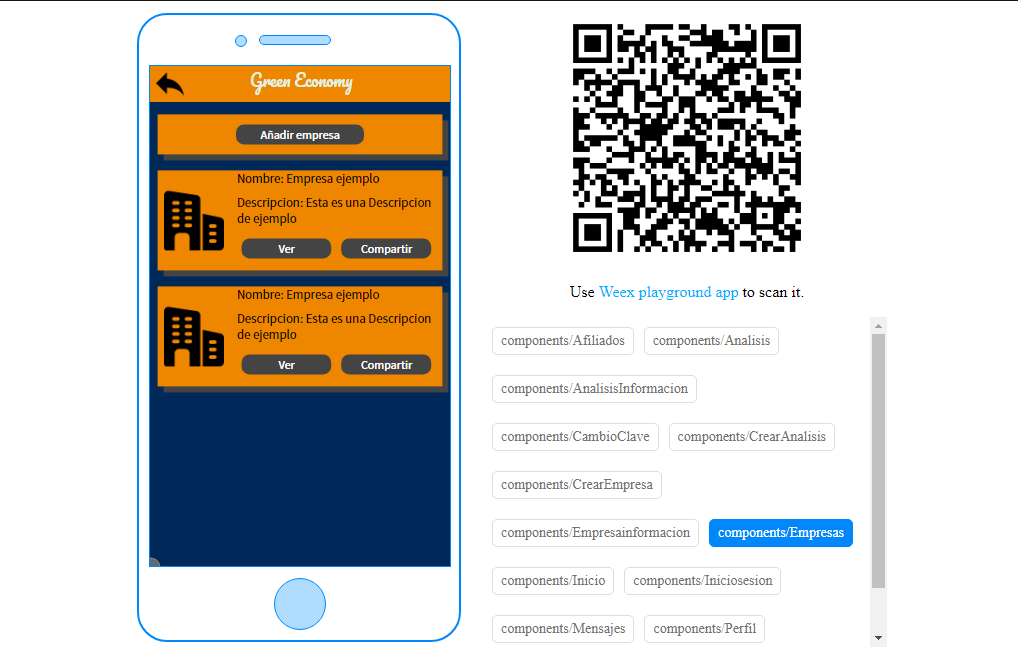 Green Economy
Añadir empresa
Nombre: Empresa ejemplo
Descripcion: Esta es una Descripcion
de ejemplo
Ver
Compartir
Nombre: Empresa ejemplo
Descripcion: Esta es una Descripcion
de ejemplo
Ver
Compartir
Use Weex playground app to scan it.
components/Afiliados
components/Analisis
components/AnalisisInformacion
components/CambioClave
components/CrearAnalisis
components/CrearEmpresa
components/Empresainformacion
components/Empresas
components/Inicio
components/Iniciosesion
components/Mensajes
components/Perfil